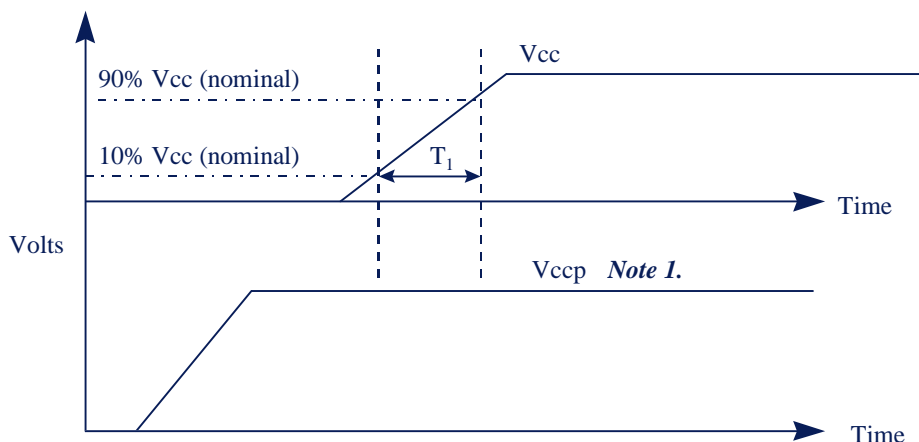 Vcc
90% Vcc (nominal)
10% Vcc (nominal)
T1
Time
Volts
Vccp Note 1.
Time